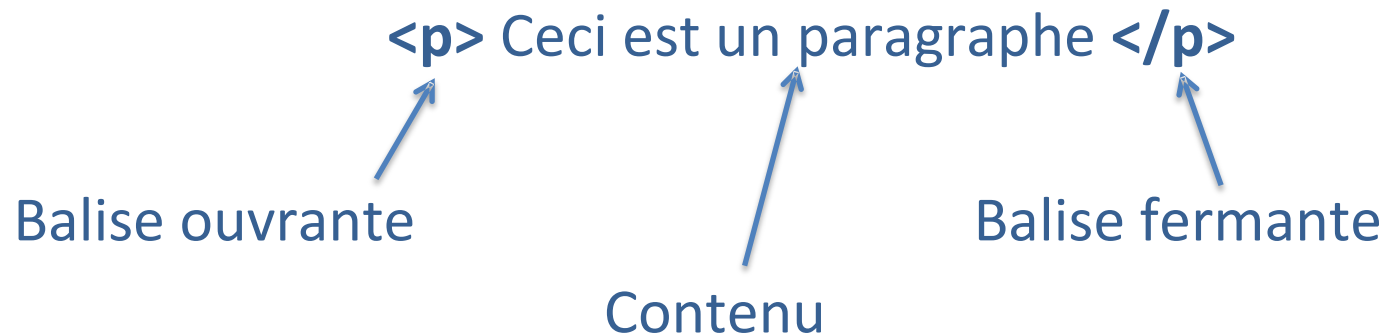 <p> Ceci est un paragraphe </p>
Balise ouvrante
Balise fermante
Contenu